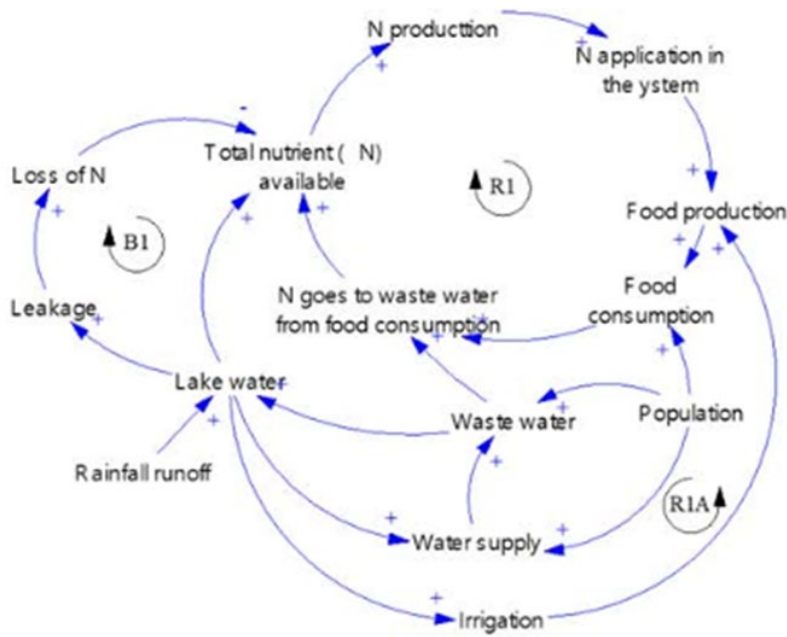 N production
N application in
the ystem
Total nutrient ( N)
available
Loss of N
R1
Food production
B1
N goes to waste water
from food consumption
Food
consumption
Leakage
Lake water
Waste water
Population
Rainfall runoff
R1A
Water supply
Irrigation